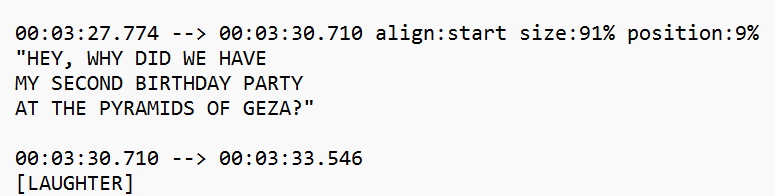 00:03:27.774 --> 00:03:30.710 align:start size:91% position:9%
"HEY, WHY DID WE HAVE
MY SECOND BIRTHDAY PARTY
AT THE PYRAMIDS OF GEZA?"
00:03:30.710 --> 00:03:33.546
[LAUGHTER]